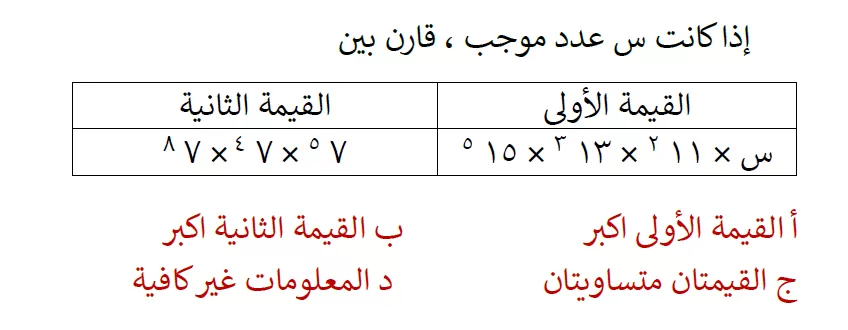 إذا كانت س عدد موجب ، قارن بين
القيمة الأولى القيمة الثانية
س × ١١ ٢ × ١٣ ٣ × ١٥ ٥ ٧ ٥ × ٧ ٤ × ٧ ٨
أ القيمة الأولى اكبر ب القيمة الثانية اكبر
ج القيمتان متساويتان د المعلومات غير كافية